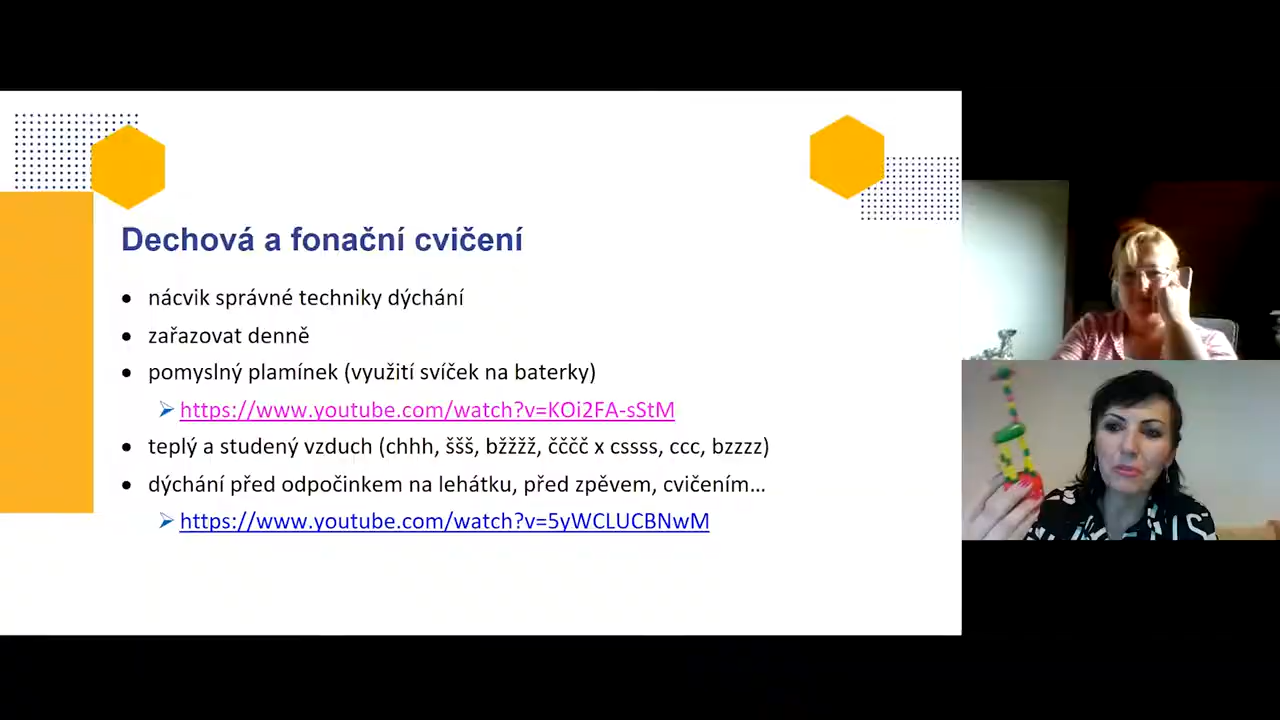 Dechová a fonační cvičení
• nácvik správné techniky dýchání
• zařazovat denně
• pomyslný plamínek (využití svíček na baterky)
https://www.youtube.com/watch?v=KOi2FA-sStM
• teplý a studený vzduch (chhh, ššš, bžžžž, čččč x cssss, ccc, bzzzz)
• dýchání před odpočinkem na lehátku, před zpěvem, cvičením…
https://www.youtube.com/watch?v=5yWCLUCBNwM